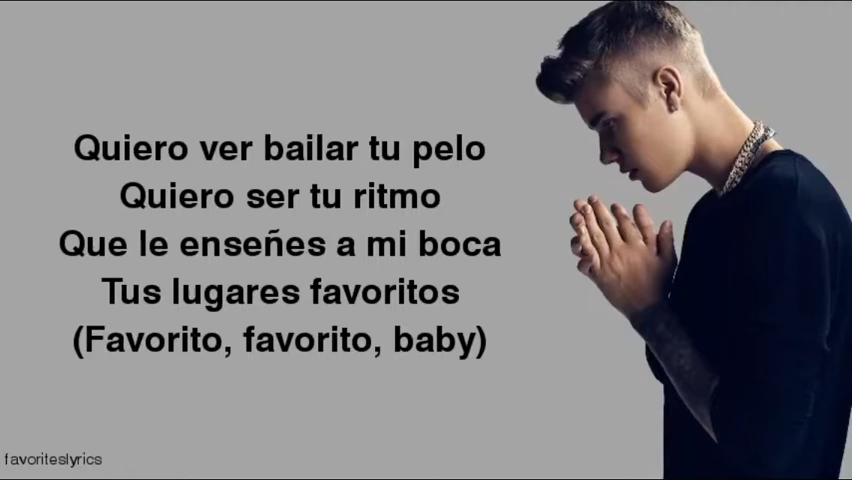 Quiero ver bailar tu pelo
Quiero ser tu ritmo
Que le enseñes a mi boca
Tus lugares favoritos
(Favorito, favorito, baby)
favoriteslyrics